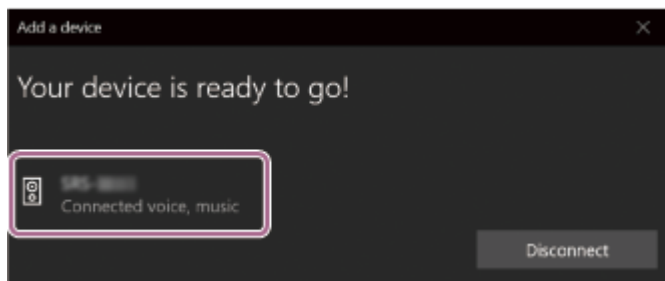 Add a device
Your device is ready to go!
Connected voice, music
Disconnect